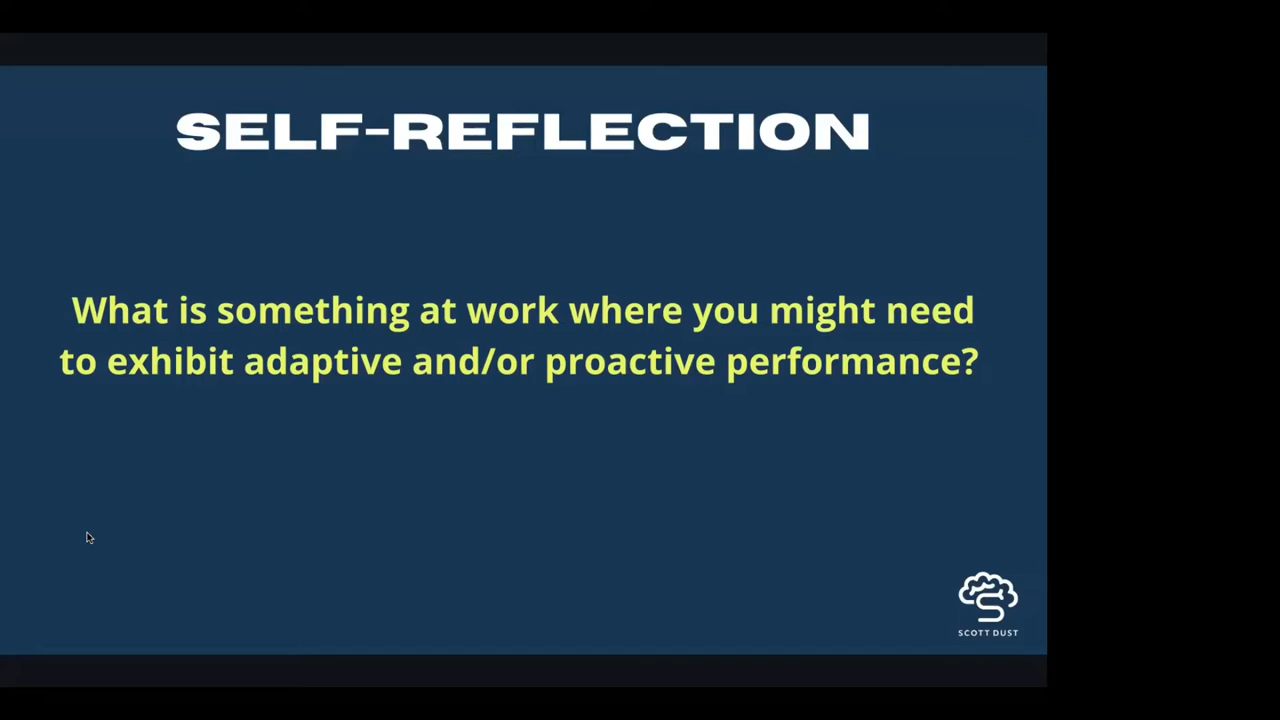 SELF-REFLECTION
What is something at work where you might need
to exhibit adaptive and/or proactive performance?
SCOTT DUST